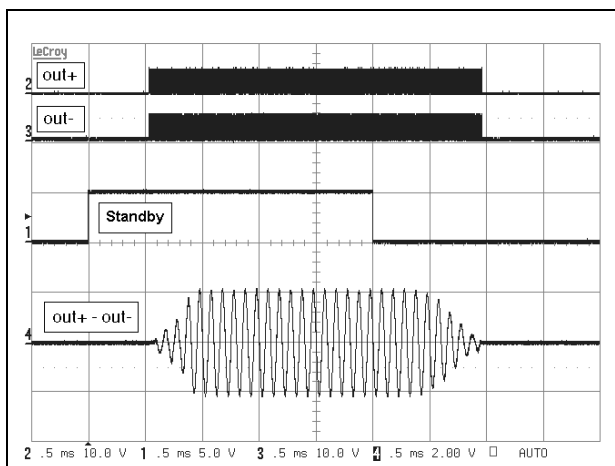 LeCroy
out+
2
out-
3
Standby
1
out+ - out-
4
2 .5 ms 10.0 V 1 .5 ms 5.0 V 3 .5 ms 10.0 V 4 .5 ms 2.00 V AUTO